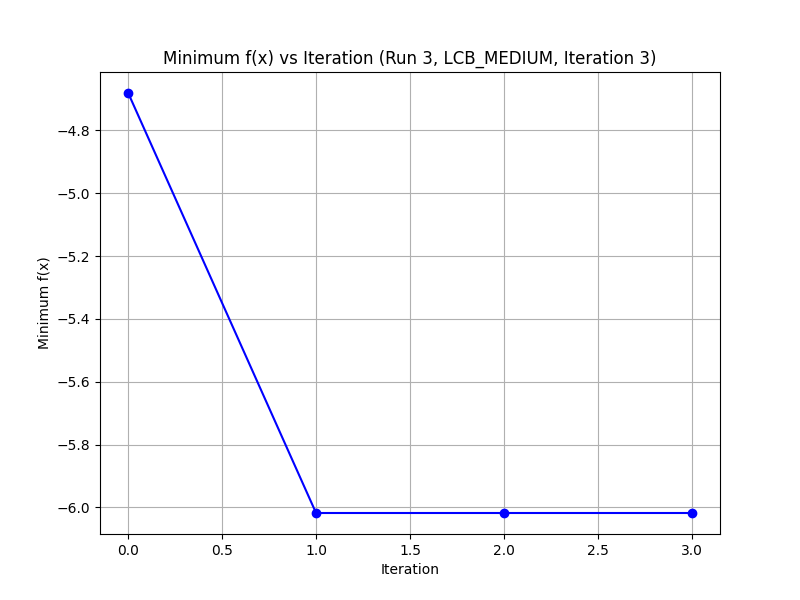 Minimum f(x) vs Iteration (Run 3, LCB_MEDIUM, Iteration 3)
Minimum f(x)
−4.8
−5.0
−5.2
−5.4
−5.6
−5.8
−6.0
0.0 0.5 1.0 1.5 2.0 2.5 3.0
Iteration